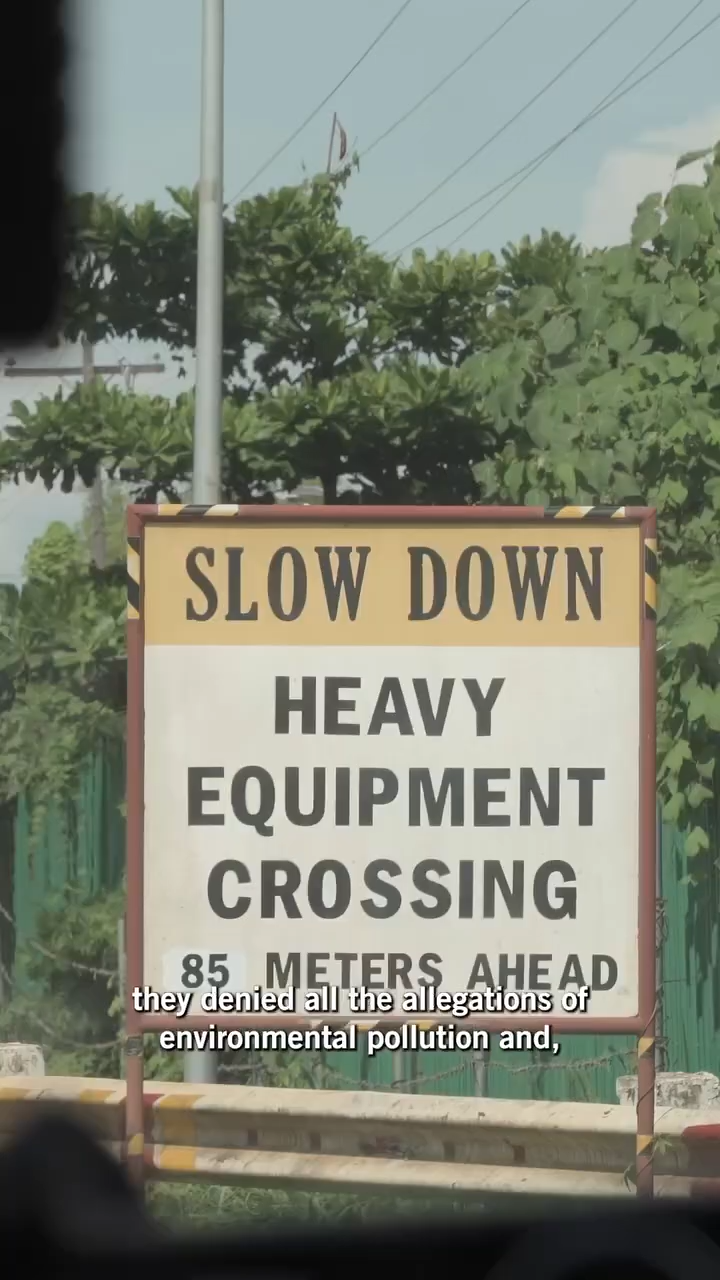 SLOW DOWN
HEAVY
EQUIPMENT
CROSSING
85 METERS AHEAD
they denied all the allegations of
environmental pollution and,